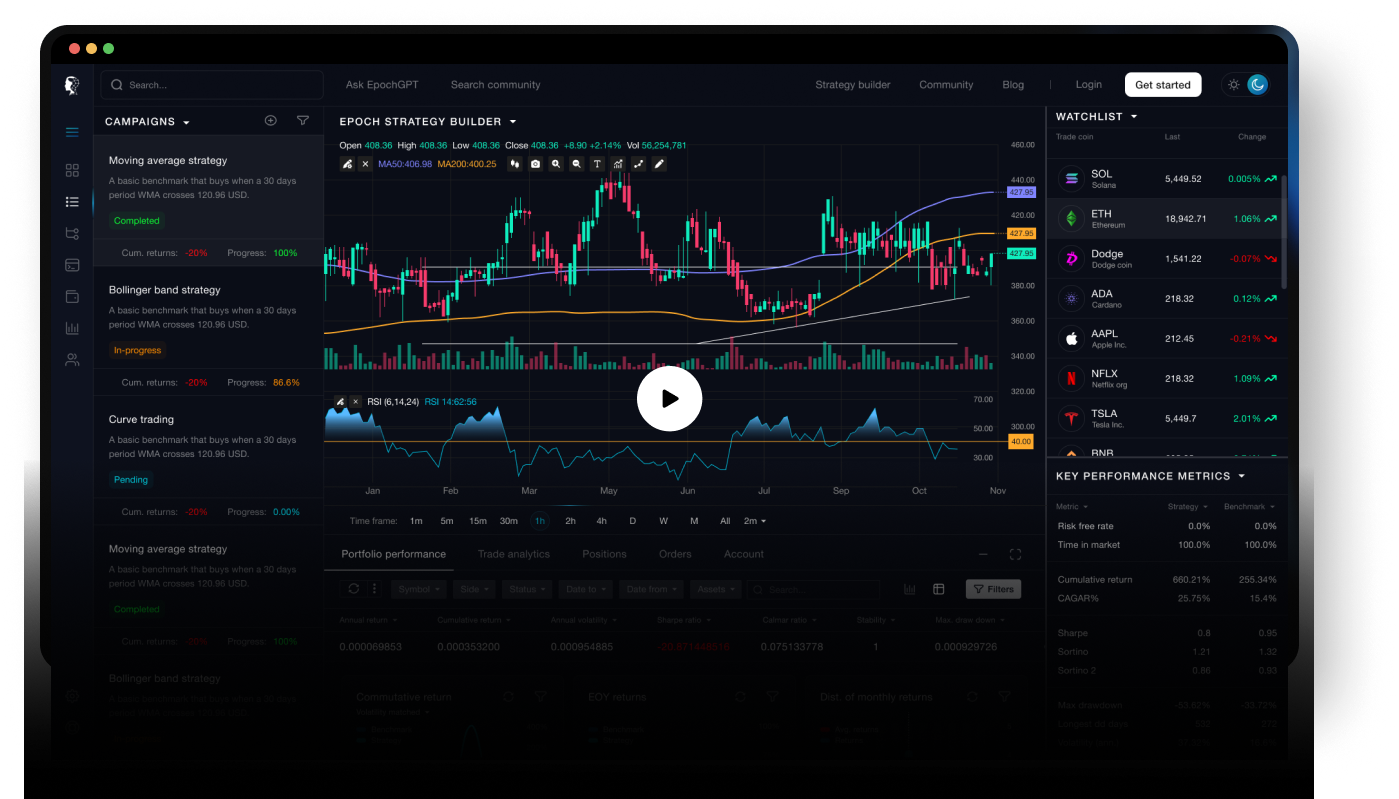 Search...
Ask EpochGPT
Search community
Strategy builder
Community
Blog
Login
Get started
CAMPAIGNS
Moving average strategy
A basic benchmark that buys when a 30 days
period WMA crosses 120.96 USD.
Completed
Cum. returns: -20% Progress: 100%
Bollinger band strategy
A basic benchmark that buys when a 30 days
period WMA crosses 120.96 USD.
In-progress
Cum. returns: -20% Progress: 86.6%
Curve trading
A basic benchmark that buys when a 30 days
period WMA crosses 120.96 USD.
Pending
Cum. returns: -20% Progress: 0.00%
Moving average strategy
A basic benchmark that buys when a 30 days
period WMA crosses 120.96 USD.
Completed
Cum. returns: -20% Progress: 100%
Bollinger band strategy
EPOCH STRATEGY BUILDER
Open 408.36 High 408.36 Low 408.36 Close 408.36 +8.90 +2.14% Vol 56,254,781
MA50:406.98 MA200:400.25
T
460.00
440.00
427.95
420.00
427.95
427.95
380.00
360.00
340.00
320.00
300.00
RSI (6,14,24) RSI 14:62:56
70.00
50.00
40.00
30.00
Jan Feb Mar May Jun Jul Sep Oct Nov
Time frame: 1m 5m 15m 30m 1h 2h 4h D W M All 2m
Portfolio performance Trade analytics Positions Orders Account
Symbol Side Status Date to Date from Assets Search Filters
Annual return Cumulative return Annual volatility Sharpe ratio Calmar ratio Stability Max. draw down
0.000069853 0.000353200 0.000954885 0.075133778 1 0.000929726
Commutative return EOY returns Dist. of monthly returns
WATCHLIST
Trade coin Last Change
SOL
Solana
5,449.52 0.005%
ETH
Ethereum
18,942.71 1.06%
Dodge
Dodge coin
1,541.22 -0.07%
ADA
Cardano
218.32 0.12%
AAPL
Apple Inc.
212.45 -0.21%
NFLX
Netflix org
218.32 1.09%
TSLA
Tesla Inc.
5,449.7 2.01%
BNB
KEY PERFORMANCE METRICS
Metric Strategy Benchmark
Risk free rate 0.0% 0.0%
Time in market 100.0% 100.0%
Cumulative return 660.21% 255.34%
CAGAR% 25.75% 15.4%
Sharpe 0.8 0.95
Sortino 1.21 1.32
Sortino 2 0.86 0.93
Max drawdown -53.62% -33.72%
Longest dd days